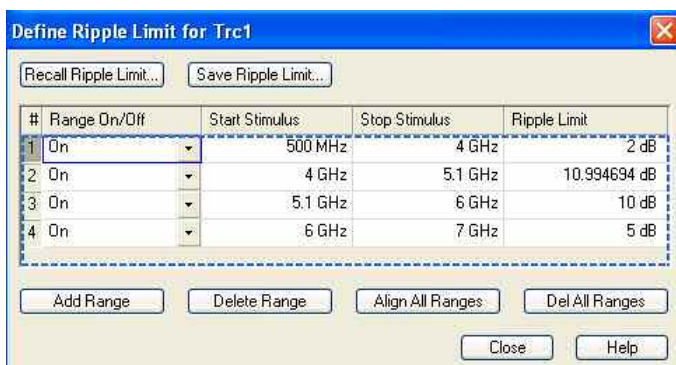 Define Ripple Limit for Trc1
Recall Ripple Limit... Save Ripple Limit...
# Range On/Off Start Stimulus Stop Stimulus Ripple Limit
1 On 500 MHz 4 GHz 2 dB
2 On 4 GHz 5.1 GHz 10.994694 dB
3 On 5.1 GHz 6 GHz 10 dB
4 On 6 GHz 7 GHz 5 dB
Add Range Delete Range Align All Ranges Del All Ranges
Close Help